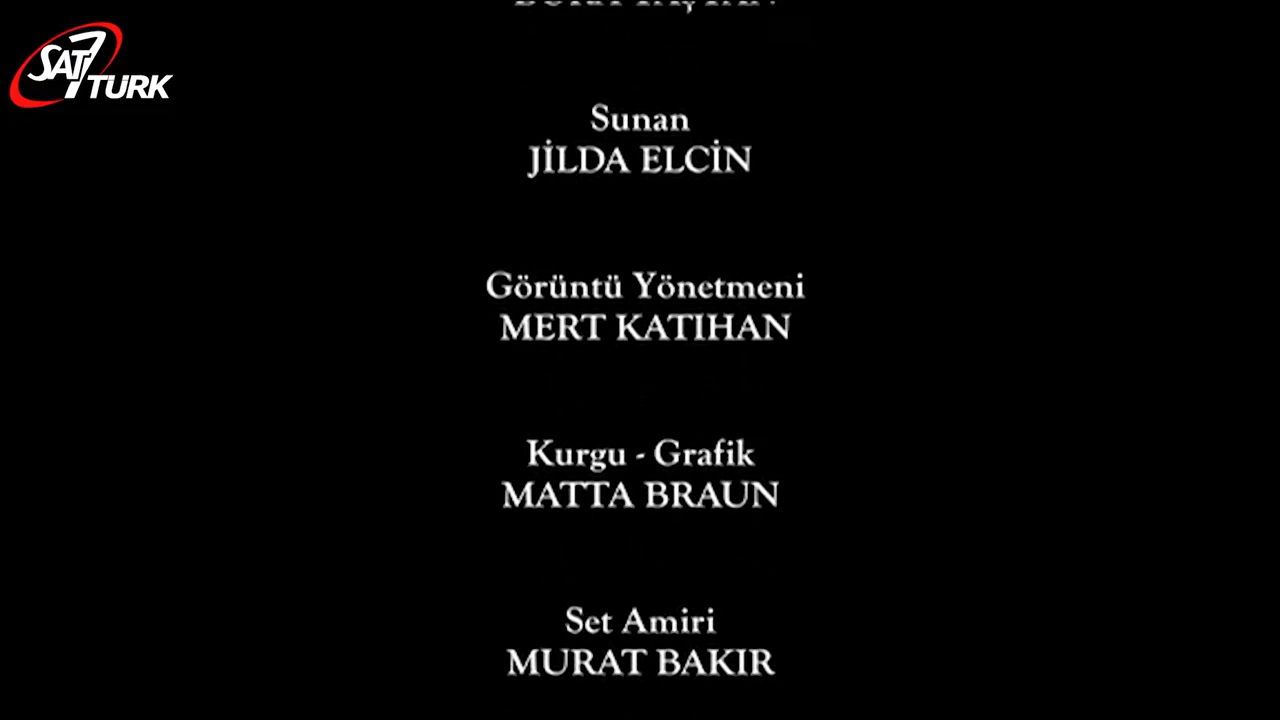 SAT7
TURK
Sunan
JİLDA ELCİN
Görüntü Yönetmeni
MERT KATIHAN
Kurgu - Grafik
MATTA BRAUN
Set Amiri
MURAT BAKIR